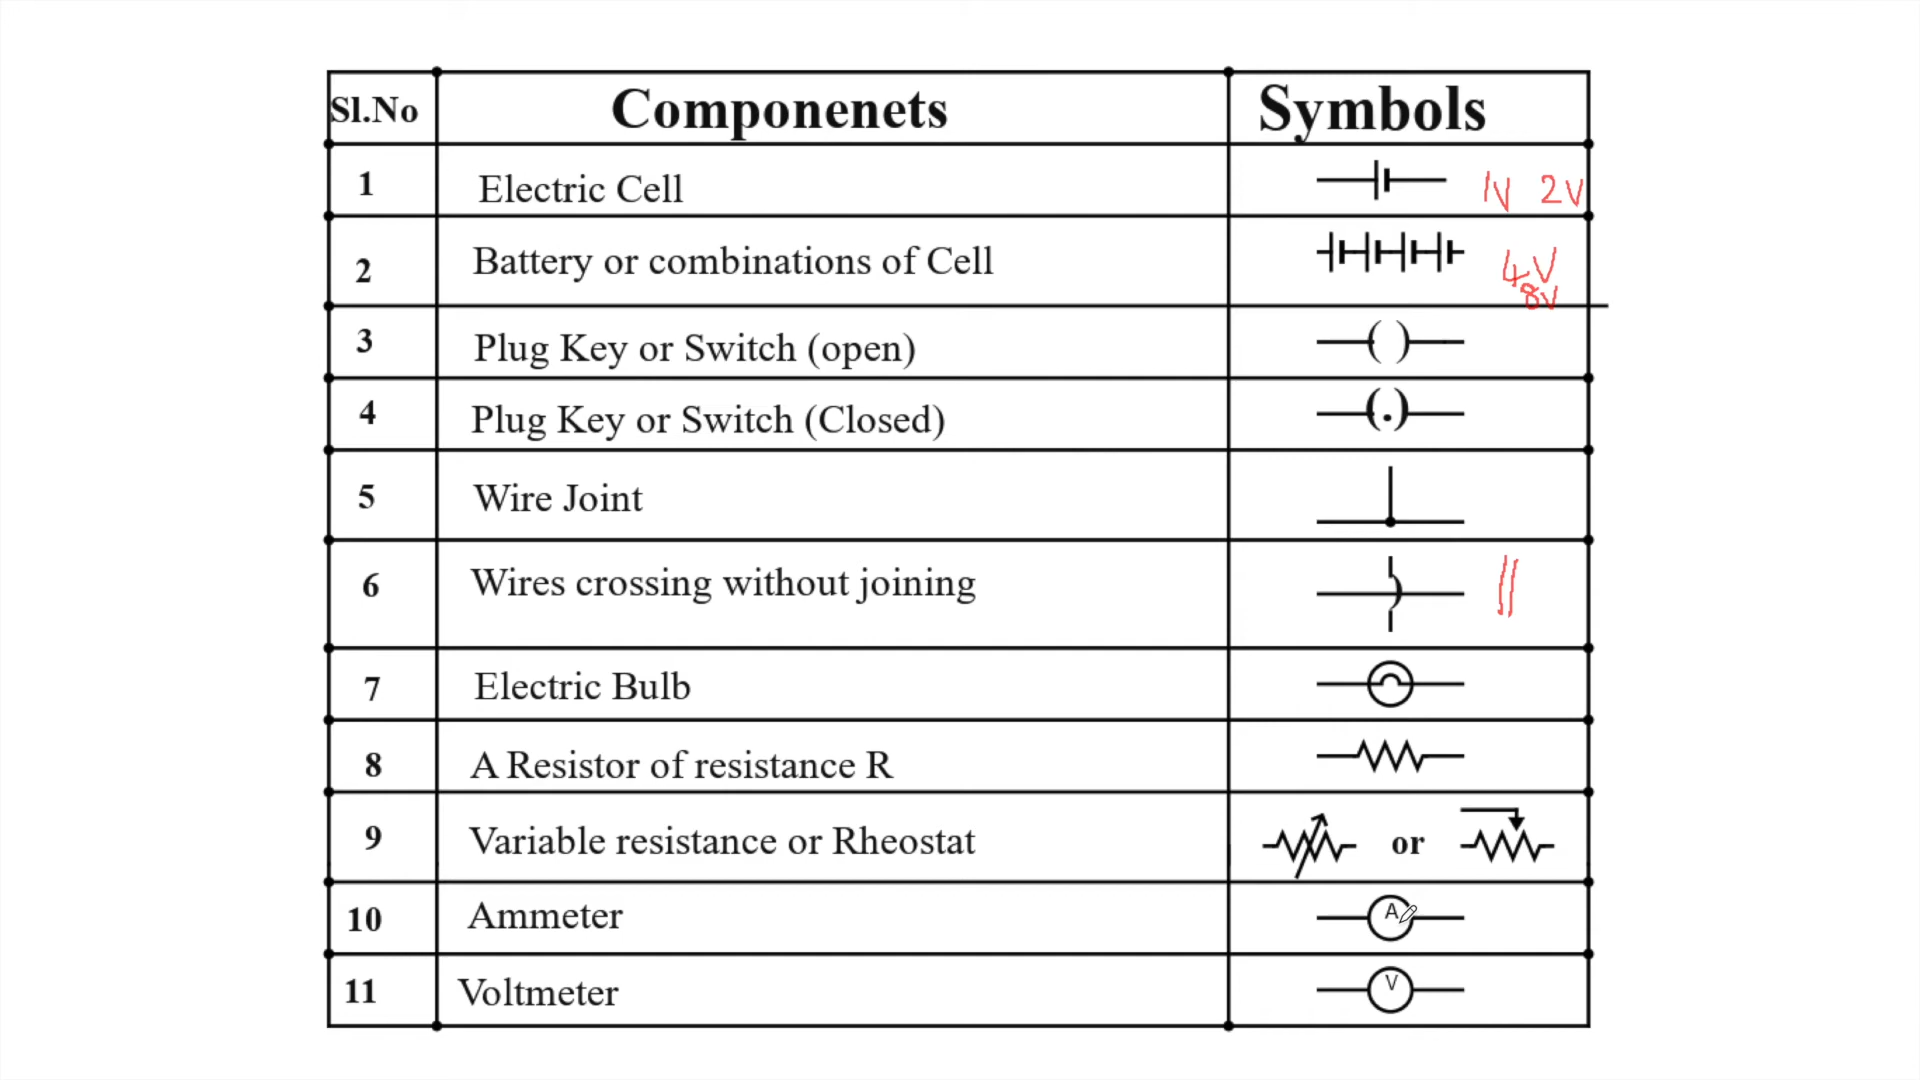 Sl.No Componenets Symbols
1 Electric Cell 1V 2V
2 Battery or combinations of Cell 4V
8V
3 Plug Key or Switch (open)
4 Plug Key or Switch (Closed)
5 Wire Joint
6 Wires crossing without joining
7 Electric Bulb
8 A Resistor of resistance R
9 Variable resistance or Rheostat or
10 Ammeter A
11 Voltmeter V